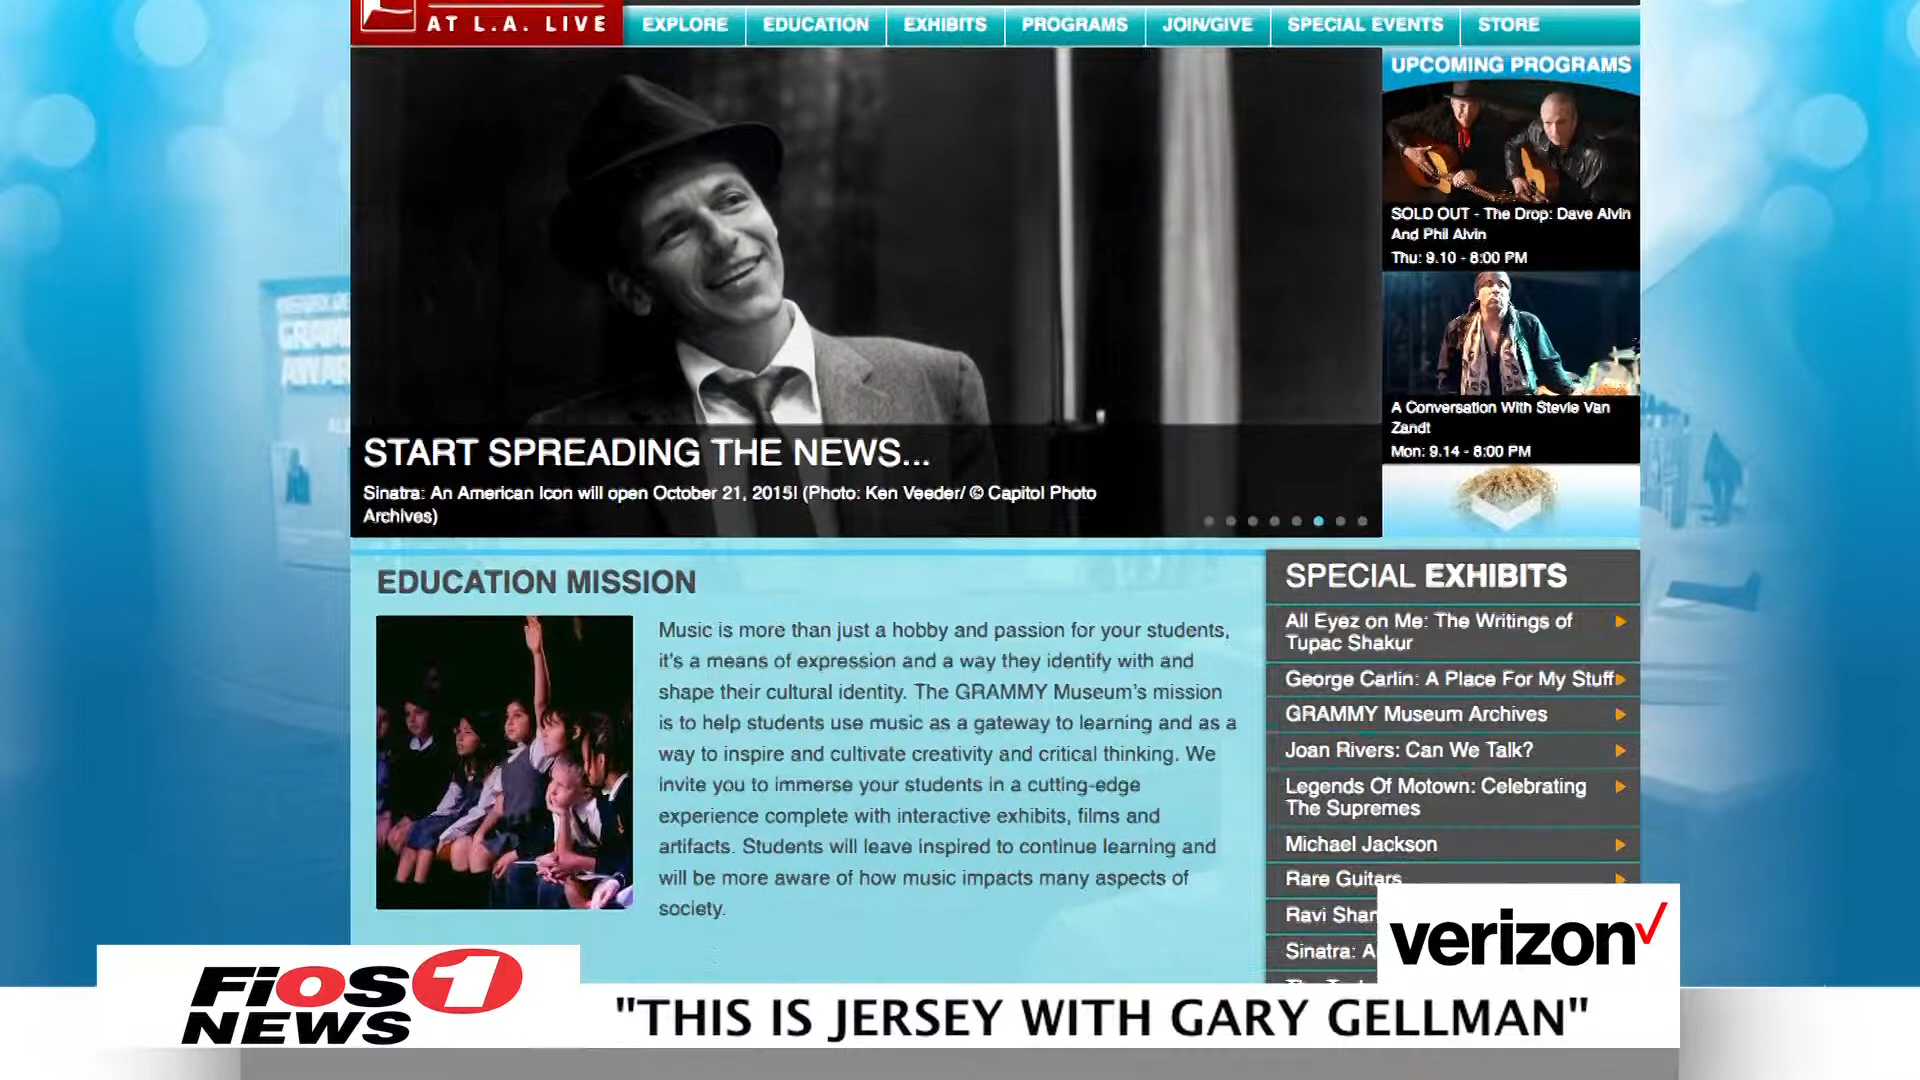 AT L.A. LIVE
EXPLORE
EDUCATION
EXHIBITS
PROGRAMS
JOIN/GIVE
SPECIAL EVENTS
STORE
UPCOMING PROGRAMS
SOLD OUT - The Drop: Dave Alvin
And Phil Alvin
Thu: 9.10 - 8:00 PM
A Conversation With Stevie Van
Zandt
Mon: 9.14 - 8:00 PM
START SPREADING THE NEWS...
Sinatra: An American Icon will open October 21, 2015! (Photo: Ken Veeder/ © Capitol Photo
Archives)
EDUCATION MISSION
Music is more than just a hobby and passion for your students,
it's a means of expression and a way they identify with and
shape their cultural identity. The GRAMMY Museum's mission
is to help students use music as a gateway to learning and as a
way to inspire and cultivate creativity and critical thinking. We
invite you to immerse your students in a cutting-edge
experience complete with interactive exhibits, films and
artifacts. Students will leave inspired to continue learning and
will be more aware of how music impacts many aspects of
society.
SPECIAL EXHIBITS
All Eyez on Me: The Writings of
Tupac Shakur
George Carlin: A Place For My Stuff
GRAMMY Museum Archives
Joan Rivers: Can We Talk?
Legends Of Motown: Celebrating
The Supremes
Michael Jackson
Rare Guitars
Ravi
Sinatra:
verizon
FiOS 1
NEWS
"THIS IS JERSEY WITH GARY GELLMAN"